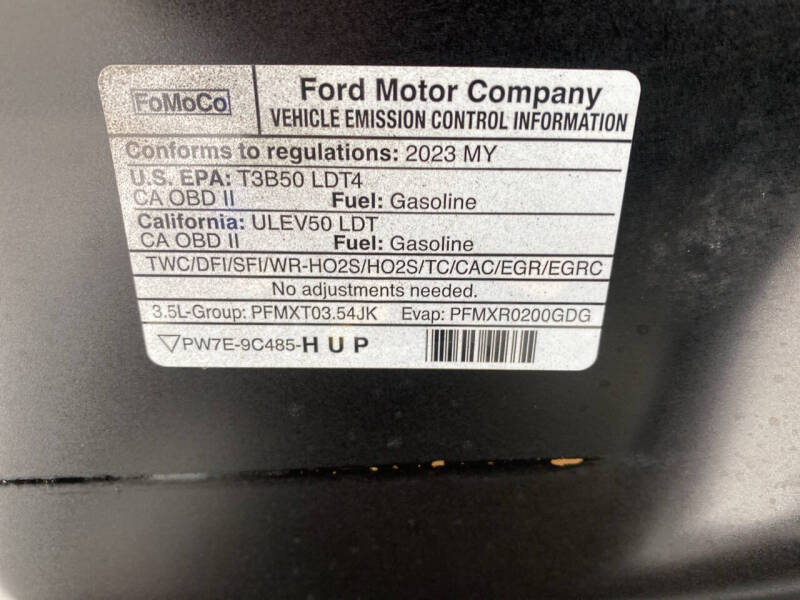 FoMoCo
Ford Motor Company
VEHICLE EMISSION CONTROL INFORMATION
Conforms to regulations: 2023 MY
U.S. EPA: T3B50 LDT4
CA OBD II Fuel: Gasoline
California: ULEV50 LDT
CA OBD II Fuel: Gasoline
TWC/DFI/SFI/WR-HO2S/HO2S/TC/CAC/EGR/EGRC
No adjustments needed.
3.5L-Group: PFMXT03.54JK Evap: PFMXR0200GDG
▽PW7E-9C485-H U P